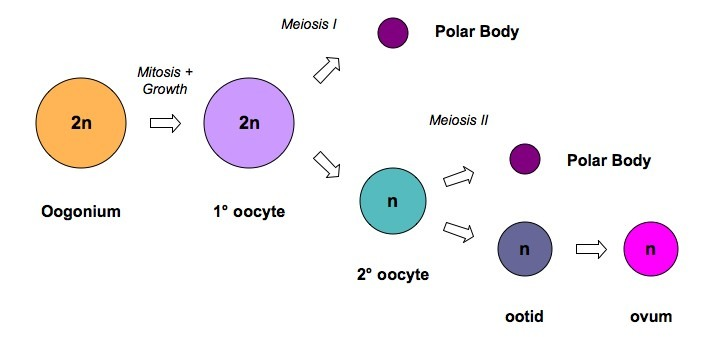 Meiosis I
Polar Body
Mitosis +
Growth
2n
2n
Meiosis II
Polar Body
Oogonium
1° oocyte
n
2° oocyte
n
n
ootid
ovum